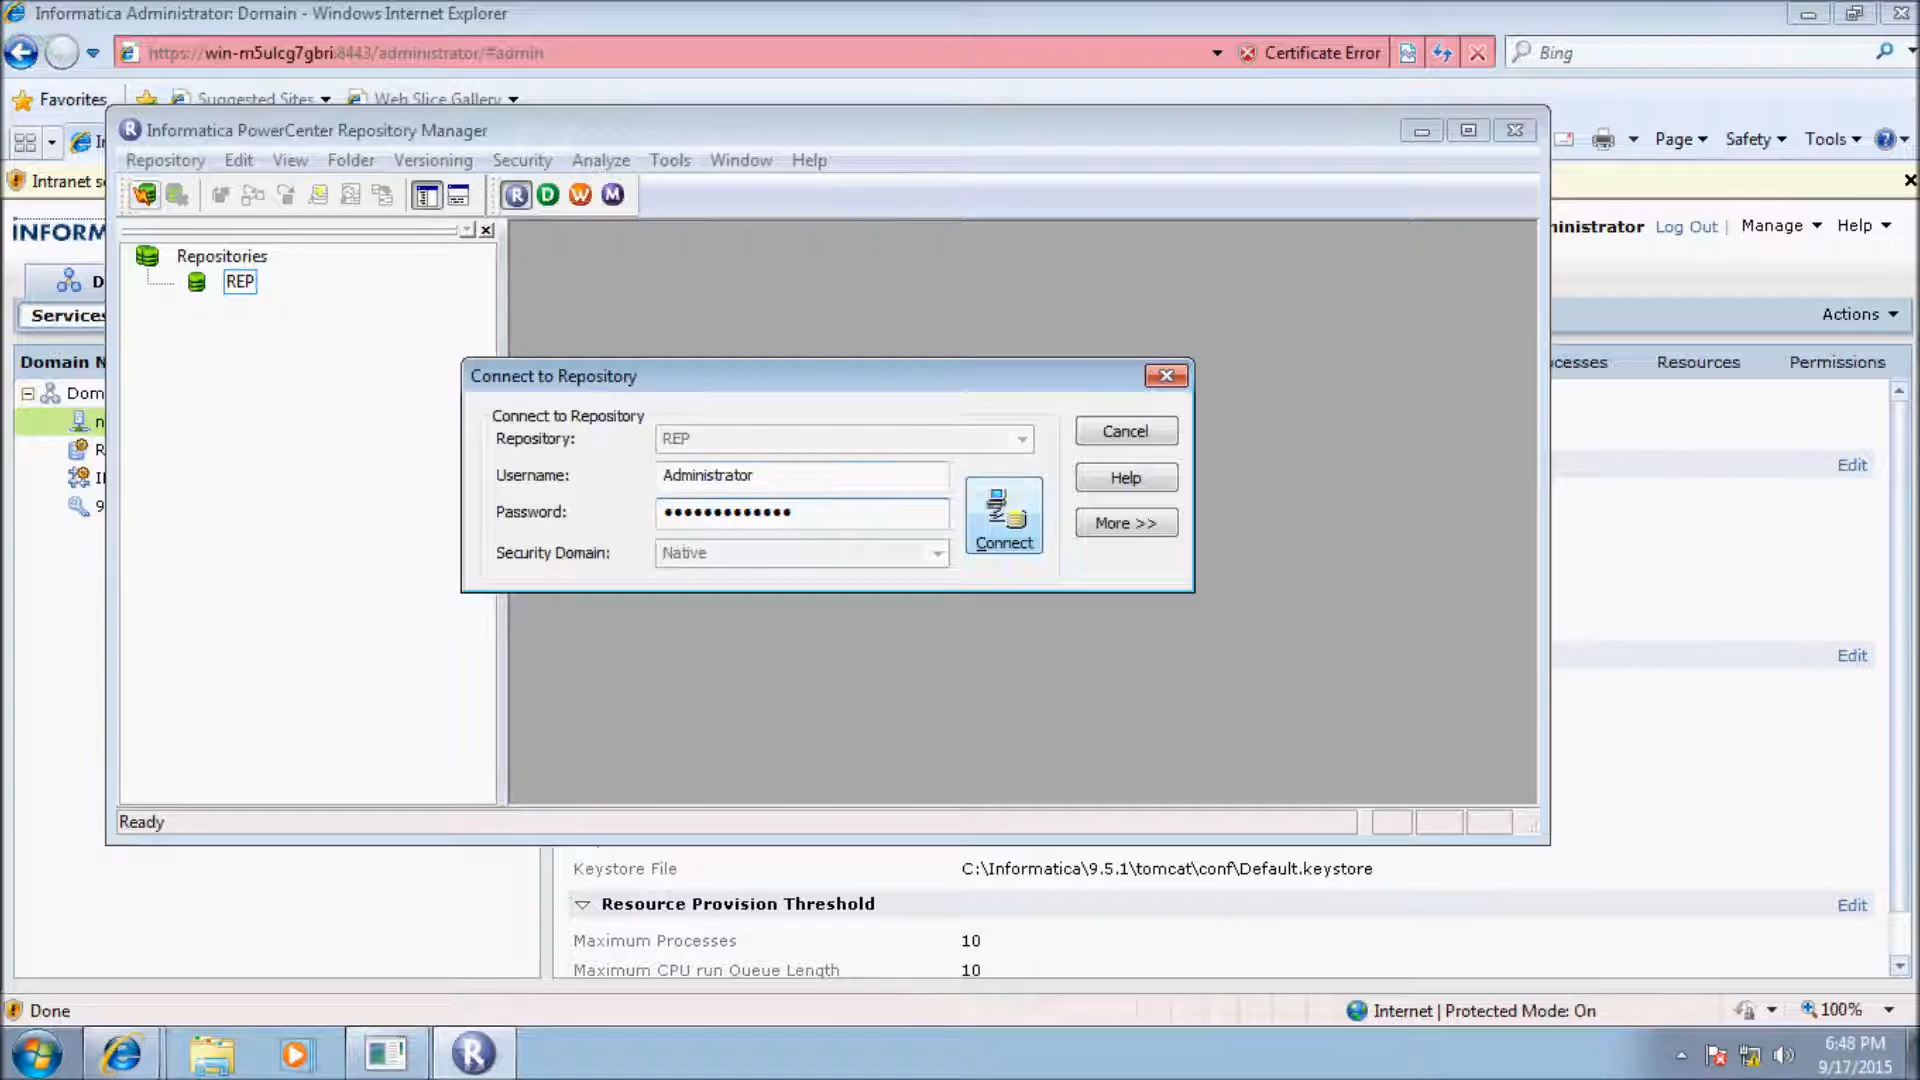 Informatica Administrator: Domain - Windows Internet Explorer
https://win-m5ulcg7gbri:8443/administrator/#admin
Certificate Error
Bing
Favorites
Suggested Sites
Web Slice Gallery
Informatica PowerCenter Repository Manager
Page
Safety
Tools
Repository Edit View Folder Versioning Security Analyze Tools Window Help
Intranet se
R D W M
INFORM
ministrator
Log Out |
Manage
Help
Repositories
REP
D
Services
Actions
Domain N
cesses
Resources
Permissions
Dom
n
R
I
9
Connect to Repository
Connect to Repository
Repository: REP
Username: Administrator
Password: •••••••••••••
Security Domain: Native
Connect
Cancel
Help
More >>
Edit
Edit
Ready
Keystore File C:\Informatica\9.5.1\tomcat\conf\Default.keystore
Resource Provision Threshold
Edit
Maximum Processes 10
Maximum CPU run Queue Length 10
Done
Internet | Protected Mode: On
100%
6:48 PM
9/17/2015